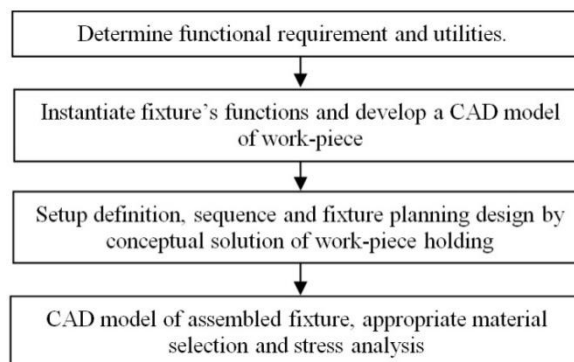 Determine functional requirement and utilities.
Instantiate fixture's functions and develop a CAD model
of work-piece
Setup definition, sequence and fixture planning design by
conceptual solution of work-piece holding
CAD model of assembled fixture, appropriate material
selection and stress analysis